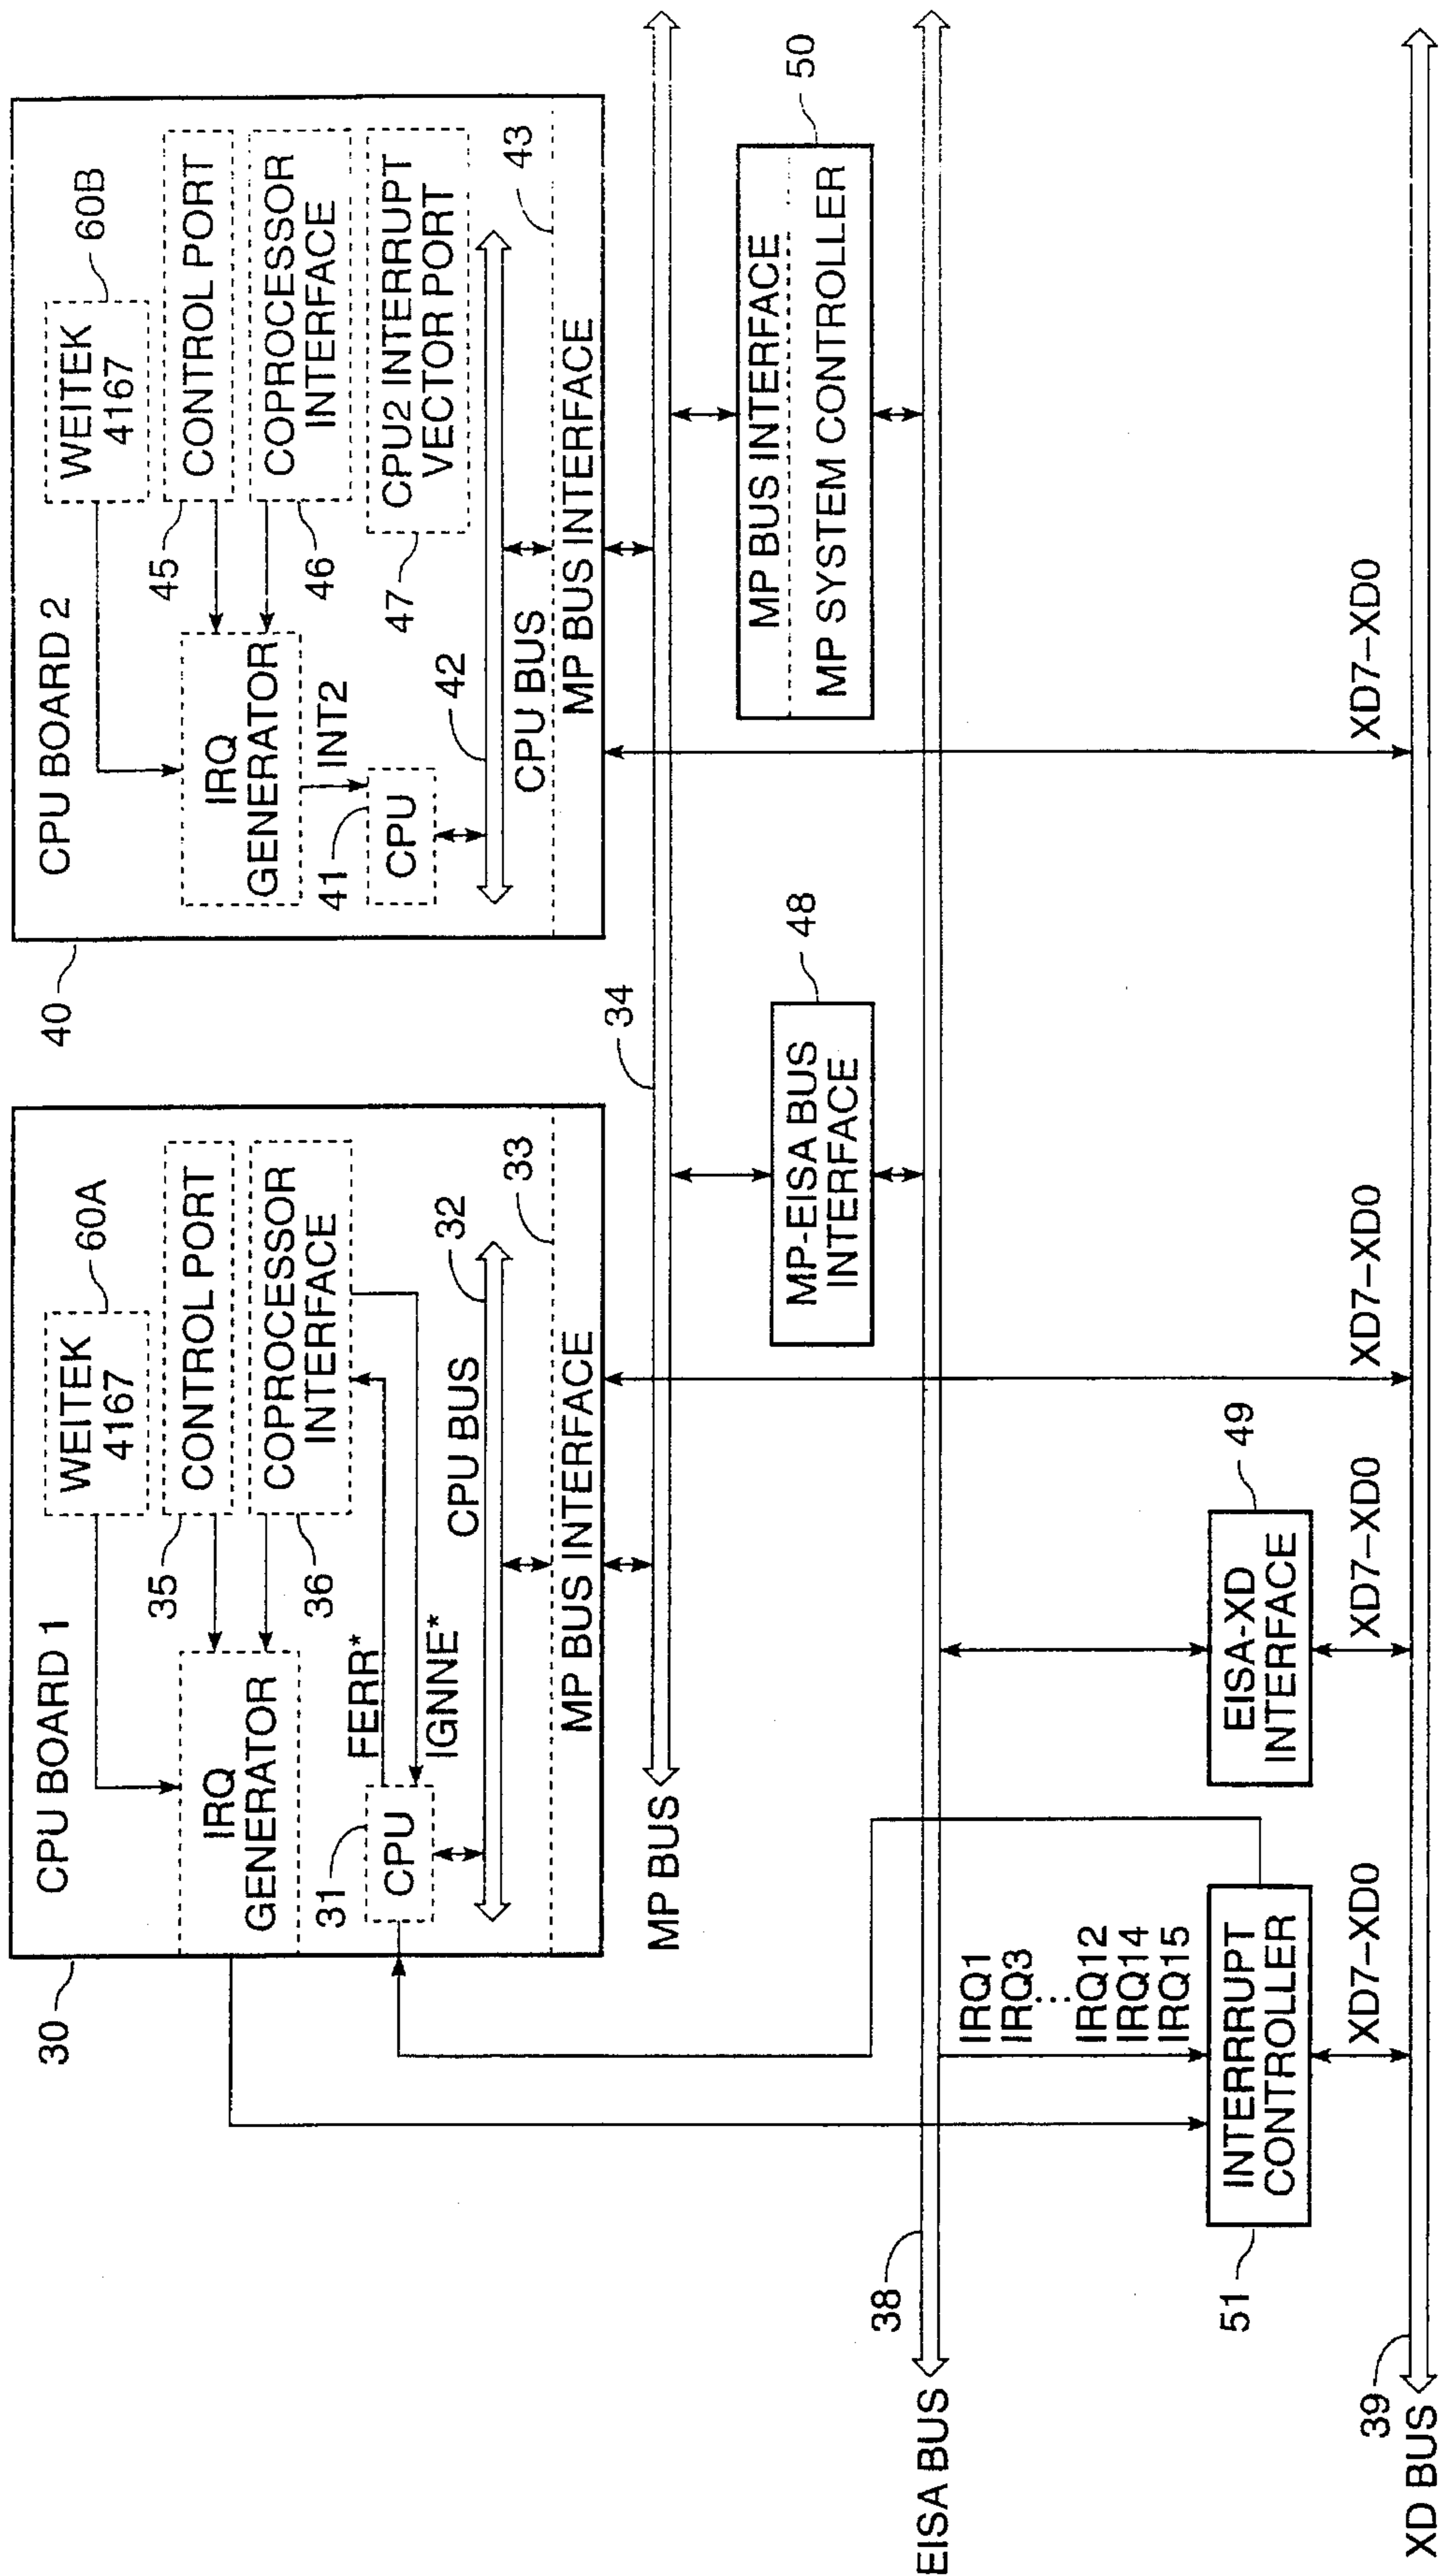 CPU BOARD 1
30
WEITEK
4167
60A
CONTROL PORT
35
COPROCESSOR
INTERFACE
36
IRQ
GENERATOR
FERR*
IGNNE*
31
CPU
CPU BUS
32
33
MP BUS INTERFACE
CPU BOARD 2
40
WEITEK
4167
60B
CONTROL PORT
45
COPROCESSOR
INTERFACE
46
CPU2 INTERRUPT
VECTOR PORT
47
IRQ
GENERATOR
INT2
41
CPU
42
CPU BUS
43
MP BUS INTERFACE
MP BUS
34
MP-EISA BUS
INTERFACE
48
MP BUS INTERFACE
MP SYSTEM CONTROLLER
50
EISA BUS
38
IRQ1
IRQ3
...
IRQ12
IRQ14
IRQ15
INTERRRUPT
CONTROLLER
51
EISA-XD
INTERFACE
49
XD7-XD0
XD7-XD0
XD7-XD0
XD7-XD0
39
XD BUS